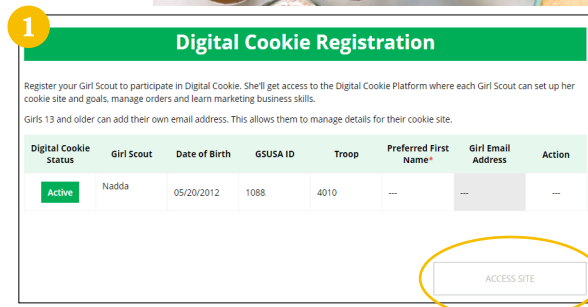 1
Digital Cookie Registration
Register your Girl Scout to participate in Digital Cookie. She'll get access to the Digital Cookie Platform where each Girl Scout can set up her
cookie site and goals, manage orders and learn marketing business skills.
Girls 13 and older can add their own email address. This allows them to manage details for their cookie site.
Digital Cookie Status Girl Scout Date of Birth GSUSA ID Troop Preferred First Name* Girl Email Address Action
Active Nadda 05/20/2012 1088 4010 --- --- ---
ACCESS SITE